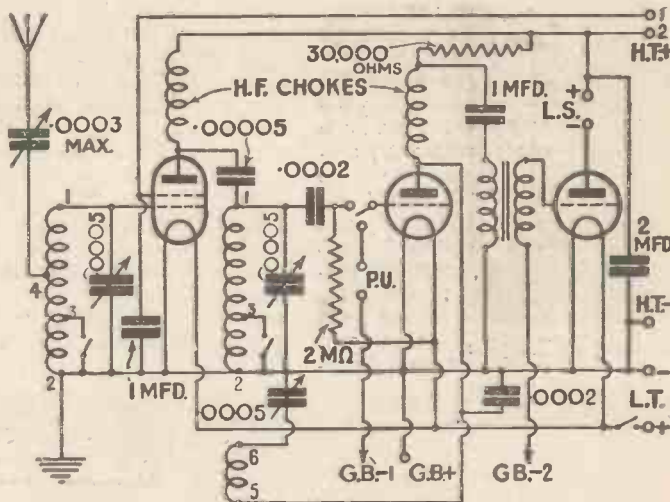 1
2
H.T.+
30,000
OHMS
H.F. CHOKES
.00005
1 MFD.
+
L.S.
-
.0003
MAX.
.0002
1
.0005
1
.0005
4
3
3
P.U.
2
MFD
H.T.-
2 MΩ
2
1 MFD.
2
-
.0005
.0002
L.T.
+
6
5
G.B.-1
G.B.+
G.B.-2